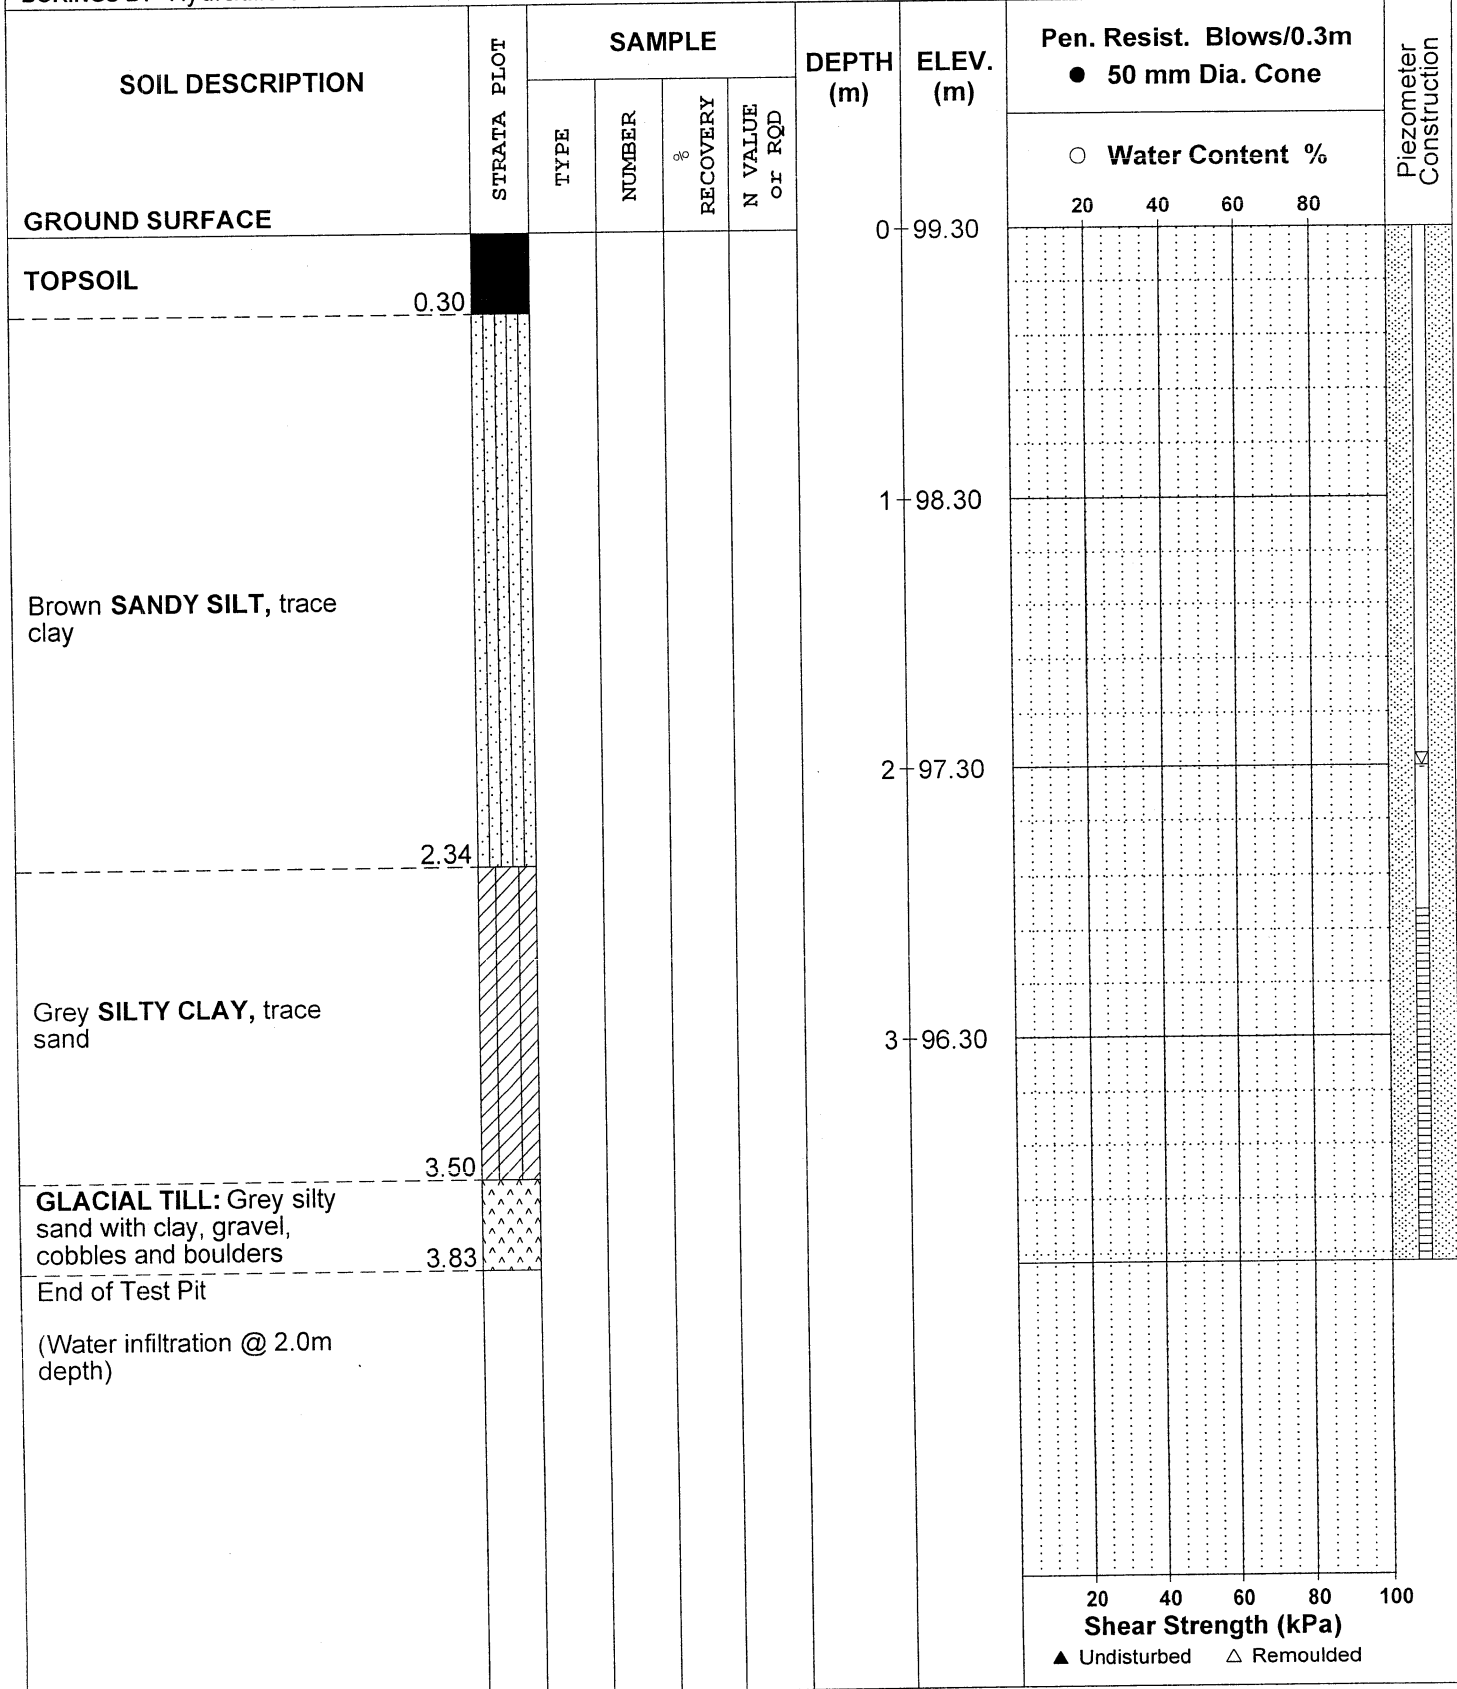 SOIL DESCRIPTION
GROUND SURFACE
STRATA PLOT
SAMPLE
TYPE
NUMBER
% RECOVERY
N VALUE
or RQD
DEPTH
(m)
ELEV.
(m)
Pen. Resist. Blows/0.3m
● 50 mm Dia. Cone
○ Water Content %
20 40 60 80
Piezometer
Construction
0 99.30
TOPSOIL
0.30
1 98.30
Brown SANDY SILT, trace
clay
2 97.30
2.34
Grey SILTY CLAY, trace
sand
3 96.30
3.50
GLACIAL TILL: Grey silty
sand with clay, gravel,
cobbles and boulders
3.83
End of Test Pit
(Water infiltration @ 2.0m
depth)
20 40 60 80 100
Shear Strength (kPa)
▲ Undisturbed △ Remoulded